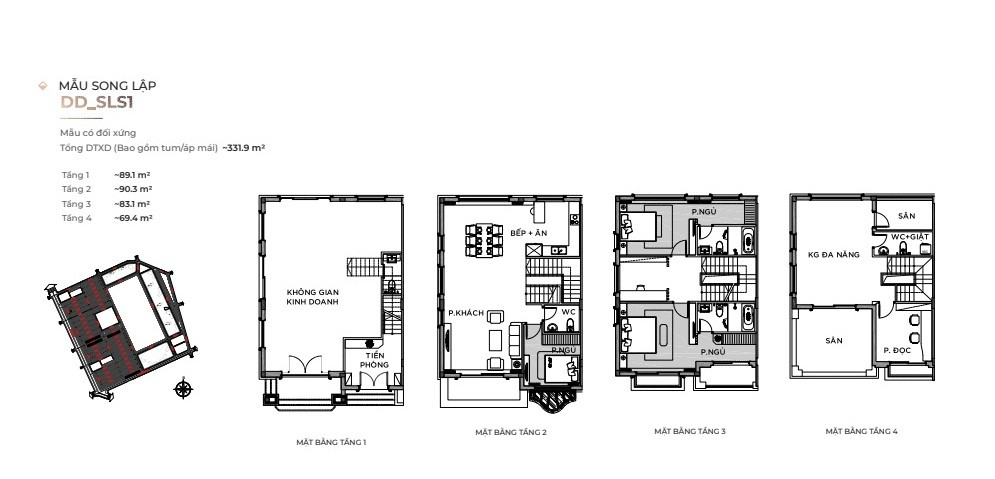 MẪU SONG LẬP
DD_SLS1
Mẫu có đối xứng
Tổng DTXD (Bao gồm tum/áp mái) ~331.9 m²
Tầng 1 ~89.1 m²
Tầng 2 ~90.3 m²
Tầng 3 ~83.1 m²
Tầng 4 ~69.4 m²
KHÔNG GIAN
KINH DOANH
TIỀN
PHÒNG
MẶT BẰNG TẦNG 1
BẾP + ĂN
P.KHÁCH
WC
P.NGỦ
MẶT BẰNG TẦNG 2
P.NGỦ
P.NGỦ
MẶT BẰNG TẦNG 3
SÂN
WC+GIẶT
KG ĐA NĂNG
SÂN
P. ĐỌC
MẶT BẰNG TẦNG 4